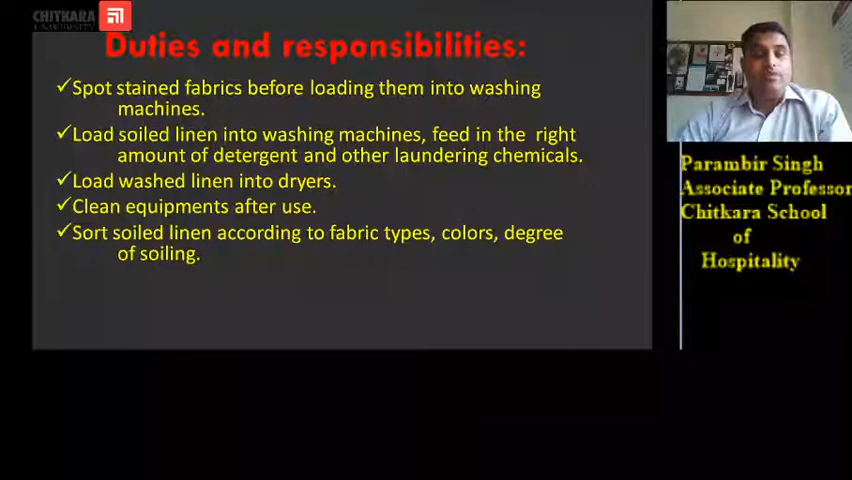 CHITKARA
UNIVERSITY
Duties and responsibilities:
✓Spot stained fabrics before loading them into washing
machines.
✓Load soiled linen into washing machines, feed in the right
amount of detergent and other laundering chemicals.
✓Load washed linen into dryers.
✓Clean equipments after use.
✓Sort soiled linen according to fabric types, colors, degree
of soiling.
Parambir Singh
Associate Professor
Chitkara School
of
Hospitality